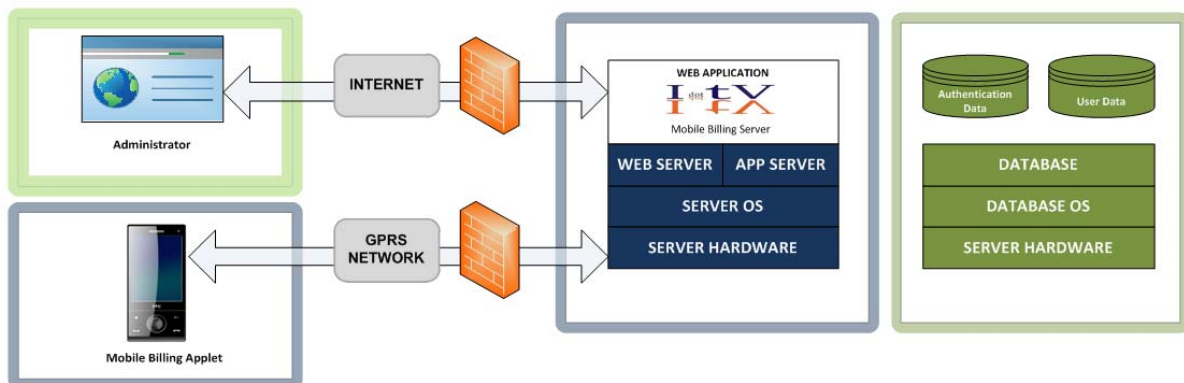 Administrator
INTERNET
GPRS
NETWORK
Mobile Billing Applet
WEB APPLICATION
Mobile Billing Server
WEB SERVER
APP SERVER
SERVER OS
SERVER HARDWARE
Authentication
Data
User Data
DATABASE
DATABASE OS
SERVER HARDWARE